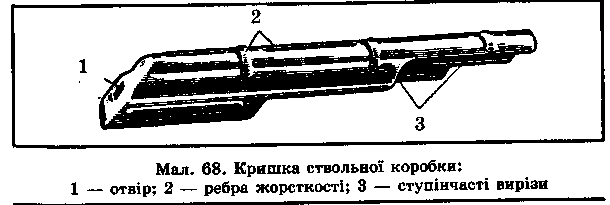 2
1
3
Мал. 68. Кришка ствольної коробки:
1 — отвір; 2 — ребра жорсткості; 3 — ступінчасті вирізи